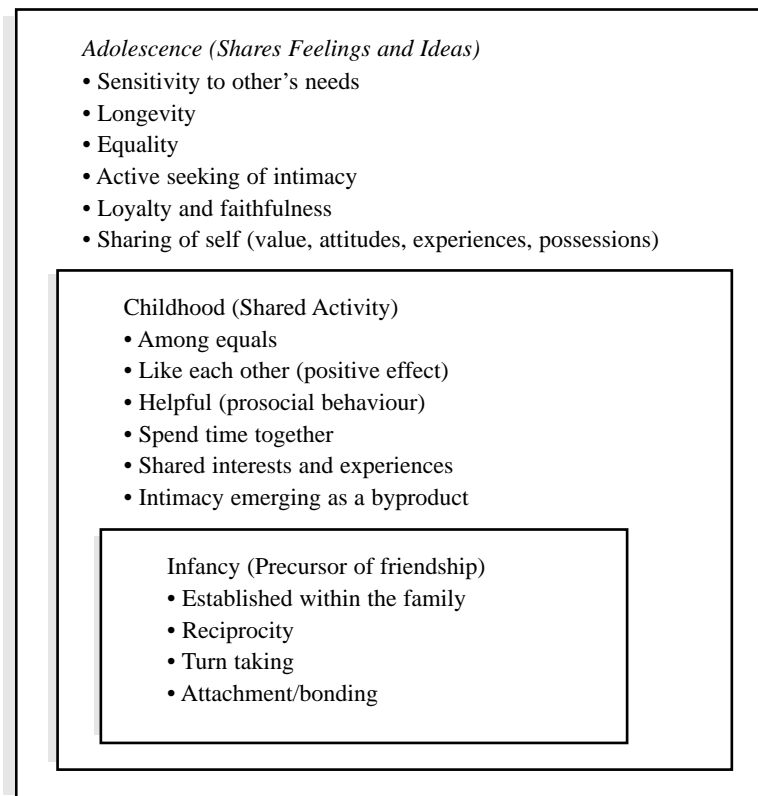 Adolescence (Shares Feelings and Ideas)
• Sensitivity to other’s needs
• Longevity
• Equality
• Active seeking of intimacy
• Loyalty and faithfulness
• Sharing of self (value, attitudes, experiences, possessions)
Childhood (Shared Activity)
• Among equals
• Like each other (positive effect)
• Helpful (prosocial behaviour)
• Spend time together
• Shared interests and experiences
• Intimacy emerging as a byproduct
Infancy (Precursor of friendship)
• Established within the family
• Reciprocity
• Turn taking
• Attachment/bonding